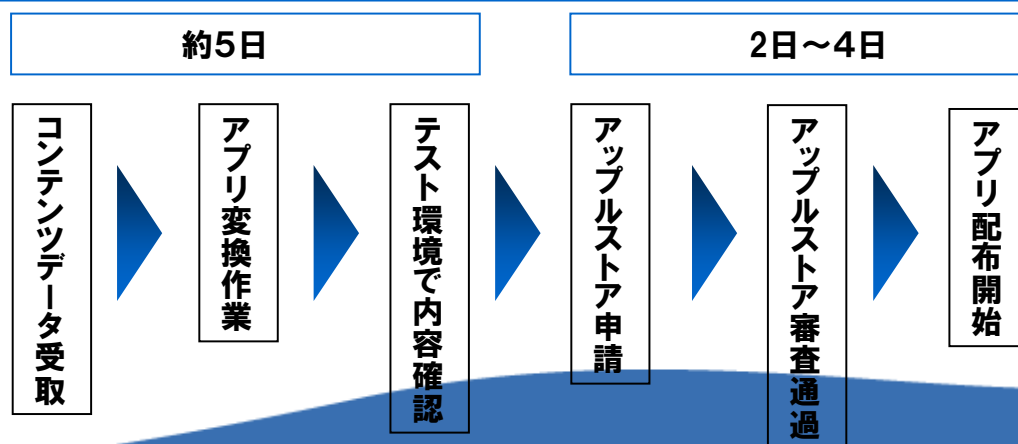 約5日
2日～4日
コンテンツデータ受取
アプリ変換作業
テスト環境で内容確認
アップルストア申請
アップルストア審査通過
アプリ配布開始